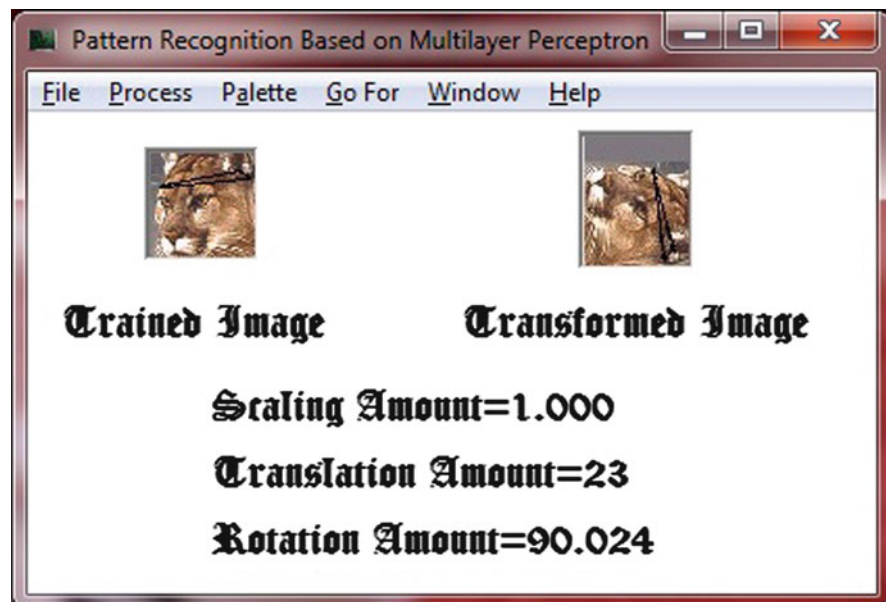 Pattern Recognition Based on Multilayer Perceptron
File Process Palette Go For Window Help
Trained Image Transformed Image
Scaling Amount=1.000
Translation Amount=23
Rotation Amount=90.024